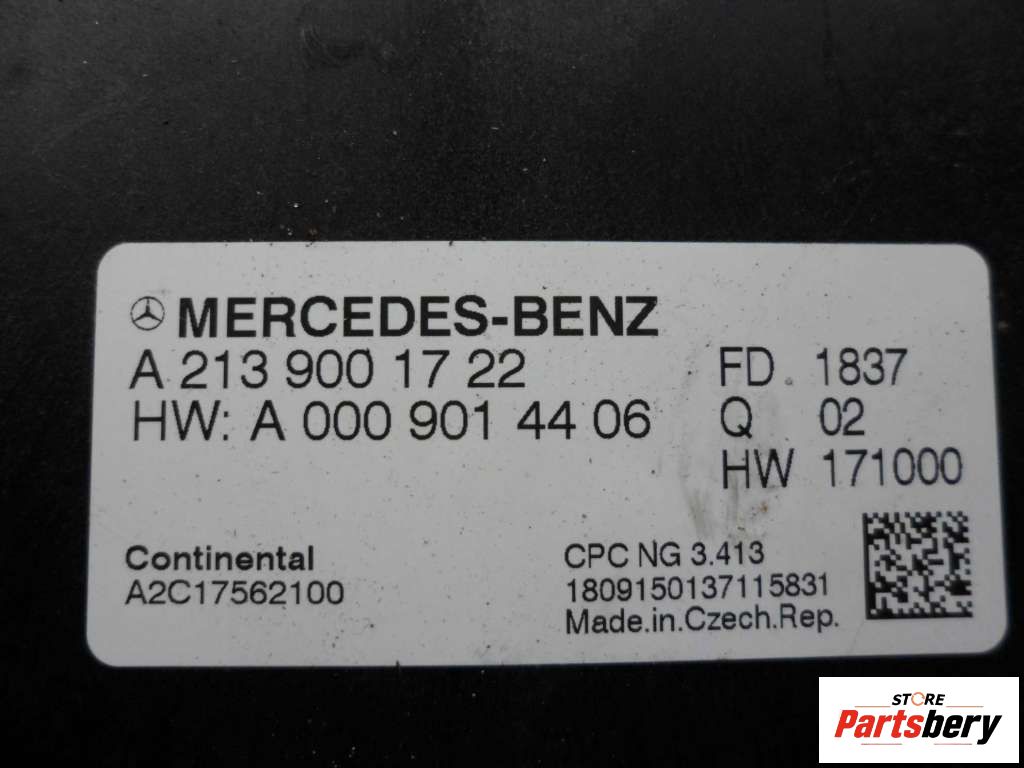 MERCEDES-BENZ
A 213 900 17 22
HW: A 000 901 44 06
FD 1837
Q 02
HW 171000
Continental
A2C17562100
CPC NG 3.413
1809150137115831
Made.in.Czech.Rep.
STORE
Partsbery